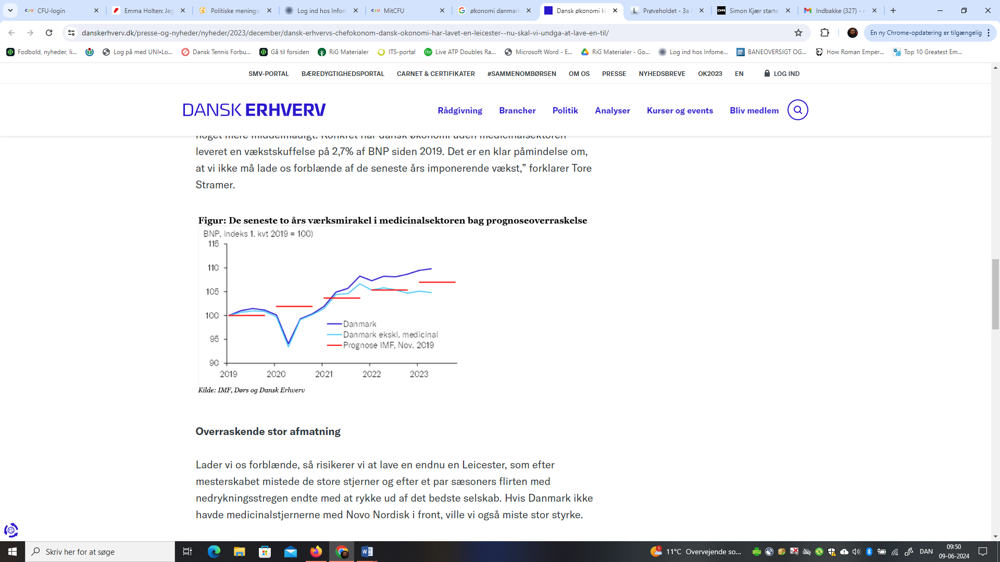 CFU-login
Emma Holten: Jeg
Politiske menings
Log ind hos Infom
MitCFU
økonomi danmark
Dansk økonomi kl
Prøveholdet - 3a
Simon Kjær starte
Indbakke (327) -
danskerhverv.dk/presse-og-nyheder/nyheder/2023/december/dansk-erhvervs-chefokonom-dansk-okonomi-har-lavet-en-leicester--nu-skal-vi-undga-at-lave-en-til/
En ny Chrome-opdatering er tilgængelig
Fodbold, nyheder, li...
Log på med UNI•Lo...
Dansk Tennis Forbu...
Gå til forsiden
RiG Materialer
ITS-portal
Live ATP Doubles Ra...
Microsoft Word - E...
RiG Materialer - Go...
Log ind hos Infome...
BANEOVERSIGT OG...
How Roman Emper...
Top 10 Greatest Em...
SMV-PORTAL
BÆREDYGTIGHEDSPORTAL
CARNET & CERTIFIKATER
#SAMMENOMBØRSEN
OM OS
PRESSE
NYHEDSBREVE
OK2023
EN
LOG IND
DANSK ERHVERV
Rådgivning
Brancher
Politik
Analyser
Kurser og events
Bliv medlem
noget mere middelmådigt. Konkret har dansk økonomi uden medicinalsektoren
leveret en vækstskuffelse på 2,7% af BNP siden 2019. Det er en klar påmindelse om,
at vi ikke må lade os forblænde af de seneste års imponerende vækst,” forklarer Tore
Stramer.
Figur: De seneste to års værksmirakel i medicinalsektoren bag prognoseoverraskelse
BNP, indeks 1. kvt 2019 = 100)
115
110
105
100
95
90
Danmark
Danmark ekskl. medicinal
Prognose IMF, Nov. 2019
2019
2020
2021
2022
2023
Kilde: IMF, Dørs og Dansk Erhverv
Overraskende stor afmatning
Lader vi os forblænde, så risikerer vi at lave en endnu en Leicester, som efter
mesterskabet mistede de store stjerner og efter et par sæsoners flirten med
nedrykningsstregen endte med at rykke ud af det bedste selskab. Hvis Danmark ikke
havde medicinalstjernerne med Novo Nordisk i front, ville vi også miste stor styrke.
Skriv her for at søge
11°C Overvejende so...
DAN
09:50
09-06-2024